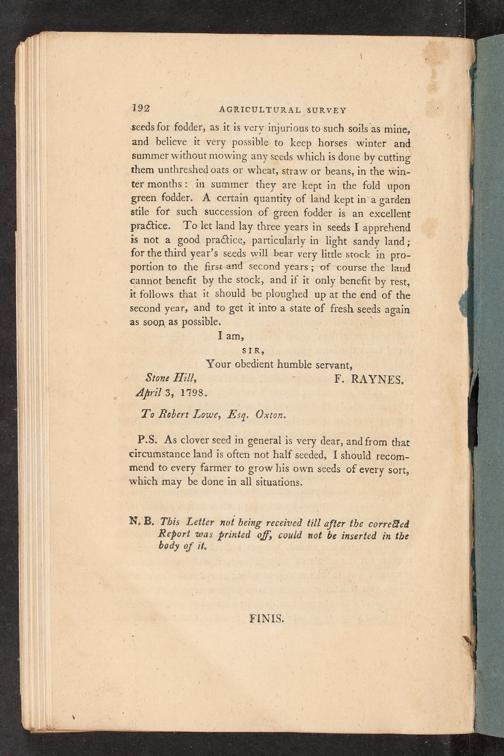 192 AGRICULTURAL SURVEY
seeds for fodder, as it is very injurious to such soils as mine,
and believe it very possible to keep horses winter and
summer without mowing any seeds which is done by cutting
them unthreshed oats or wheat, straw or beans, in the win-
ter months: in summer they are kept in the fold upon
green fodder. A certain quantity of land kept in a garden
stile for such succession of green fodder is an excellent
practice. To let land lay three years in seeds I apprehend
is not a good practice, particularly in light sandy land;
for the third year's seeds will bear very little stock in pro-
portion to the first and second years; of course the land
cannot benefit by the stock, and if it only benefit by rest,
it follows that it should be ploughed up at the end of the
second year, and to get it into a state of fresh seeds again
as soon as possible.
I am,
SIR,
Your obedient humble servant,
Stone Hill, F. RAYNES.
April 3, 1798.
To Robert Lowe, Esq. Oxton.
P.S. As clover seed in general is very dear, and from that
circumstance land is often not half seeded, I should recom-
mend to every farmer to grow his own seeds of every sort,
which may be done in all situations.
N. B. This Letter not being received till after the corrected
Report was printed off, could not be inserted in the
body of it.
FINIS.